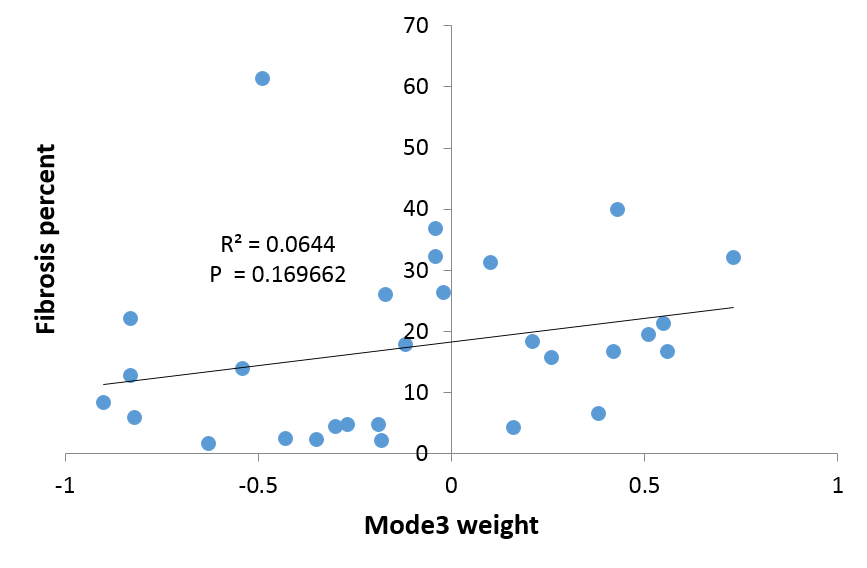 70
60
50
40
30
20
10
0
Fibrosis percent
R² = 0.0644
P = 0.169662
-1 -0.5 0 0.5 1
Mode3 weight